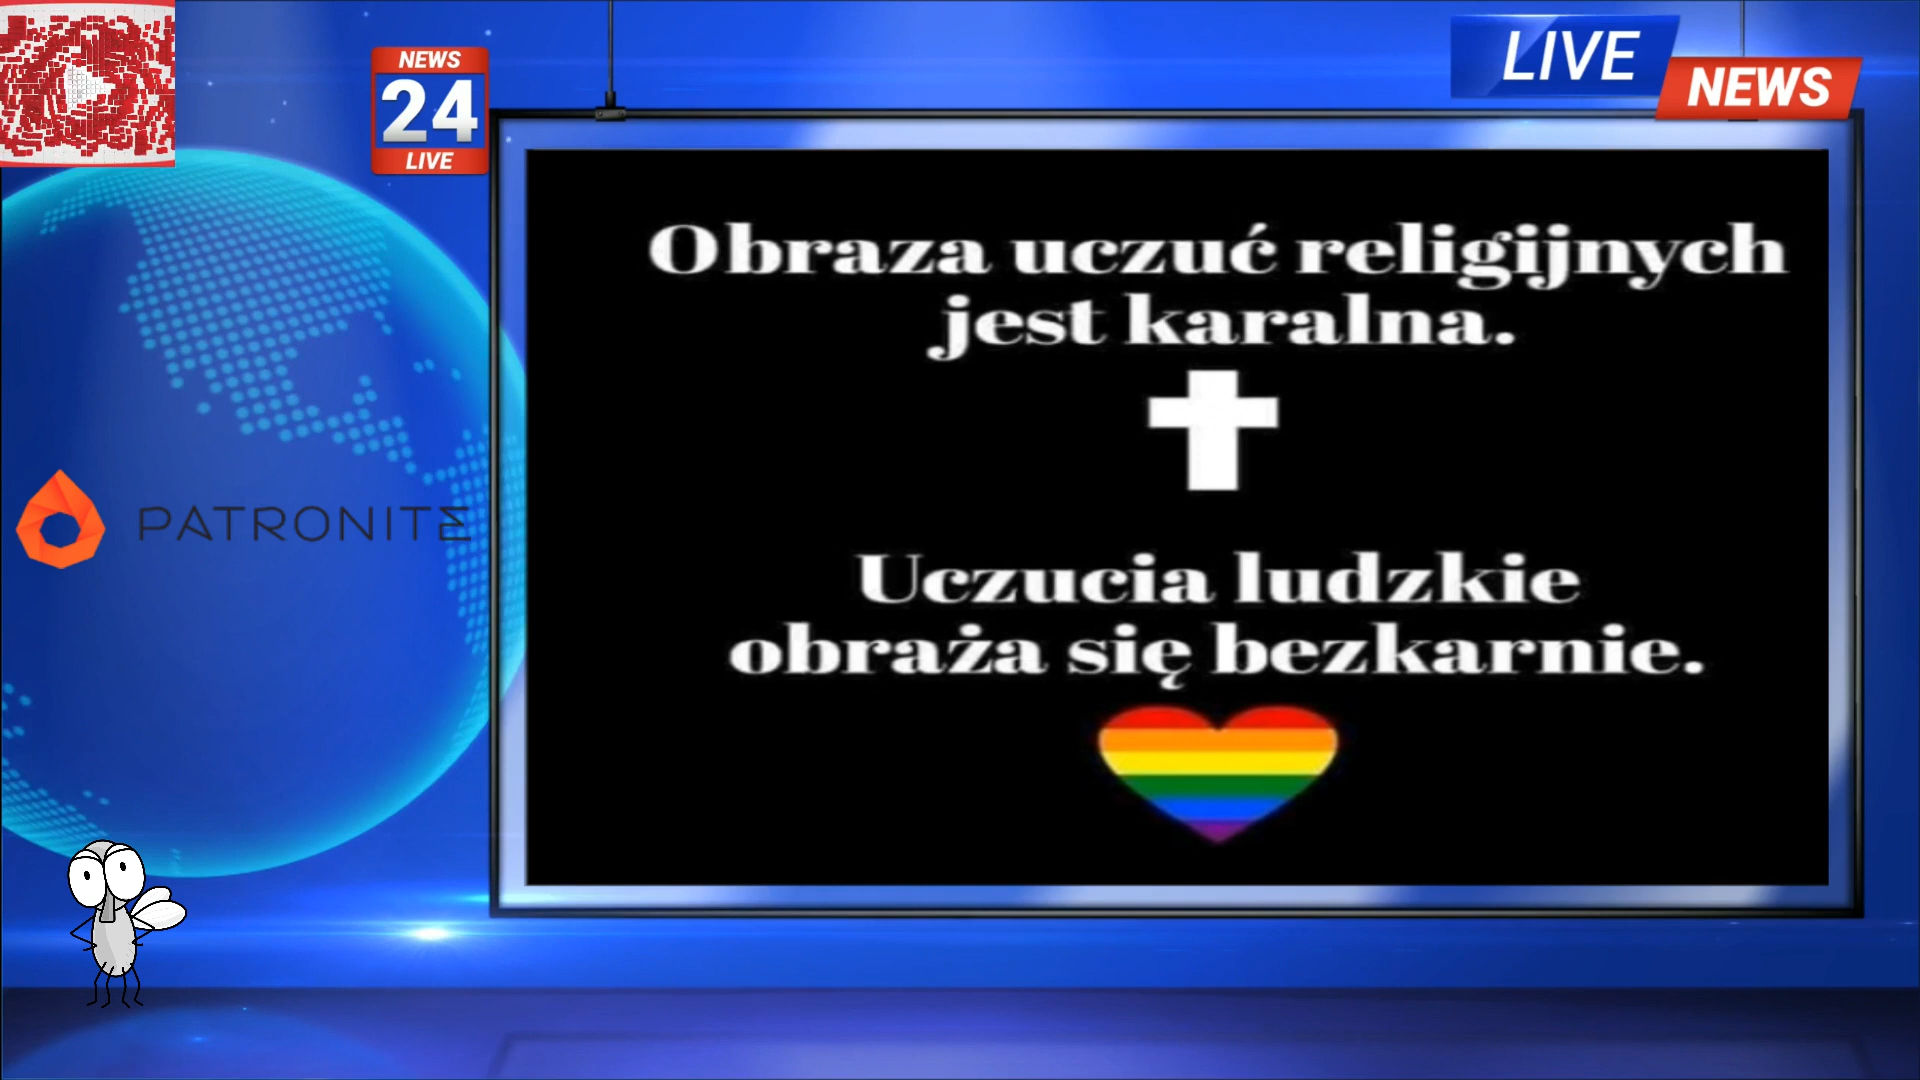 NEWS
24
LIVE
LIVE
NEWS
Obraza uczuć religijnych
jest karalna.
PATRONITE
Uczucia ludzkie
obraża się bezkarnie.